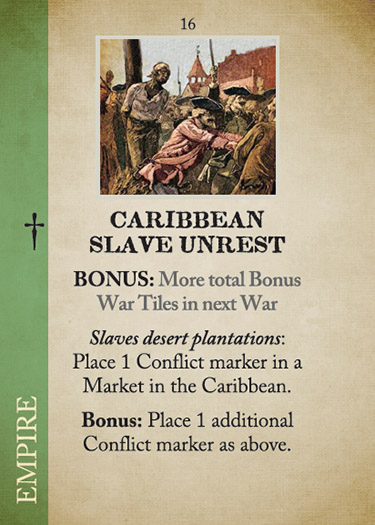 16
†
CARIBBEAN
SLAVE UNREST
BONUS: More total Bonus
War Tiles in next War
Slaves desert plantations:
Place 1 Conflict marker in a
Market in the Caribbean.
Bonus: Place 1 additional
Conflict marker as above.
EMPIRE